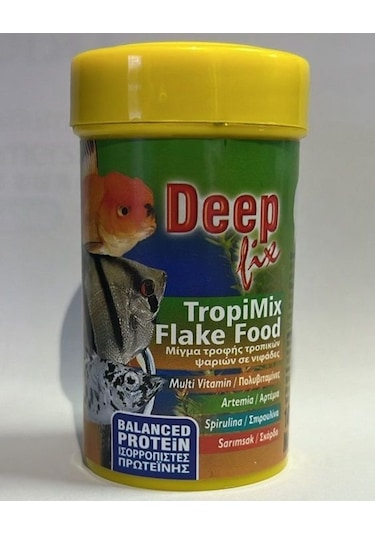 Deep
fix
TropiMix
Flake Food
Μίγμα τροφής τροπικών
ψαριών σε νιφάδες
Multi Vitamin / Πολυβιταμίνες
Artemia / Αρτέμια
Spirulina / Σπιρουλίνα
Sarımsak / Σκόρδο
BALANCED
PROTEiN
ΙΣΟΡΡΟΠΙΣΤΕΣ
ΠΡΩΤΕΪΝΗΣ